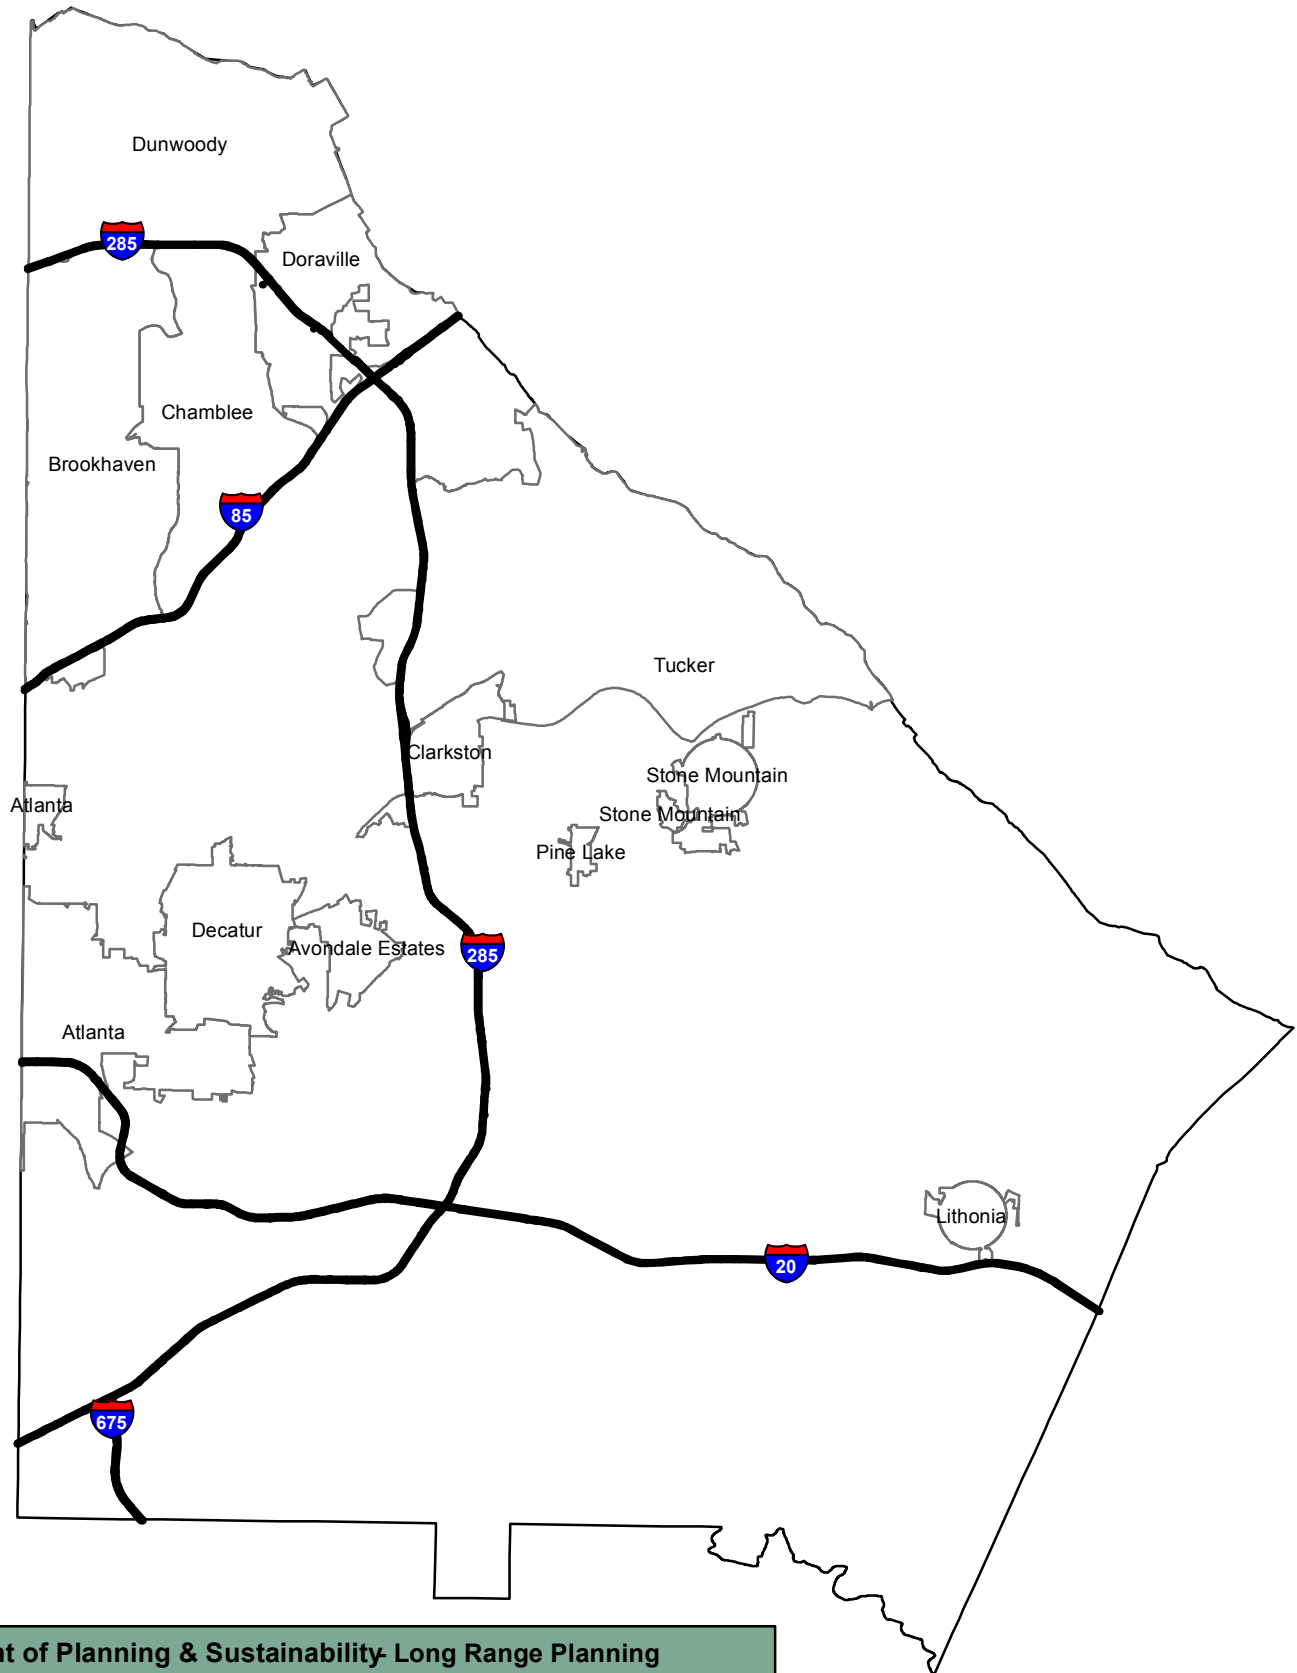 Dunwoody
285
Doraville
Chamblee
Brookhaven
85
Tucker
Clarkston
Stone Mountain
Atlanta
Stone Mountain
Pine Lake
Decatur
Avondale Estates
285
Atlanta
Lithonia
20
675
of Planning & Sustainability- Long Range Planning